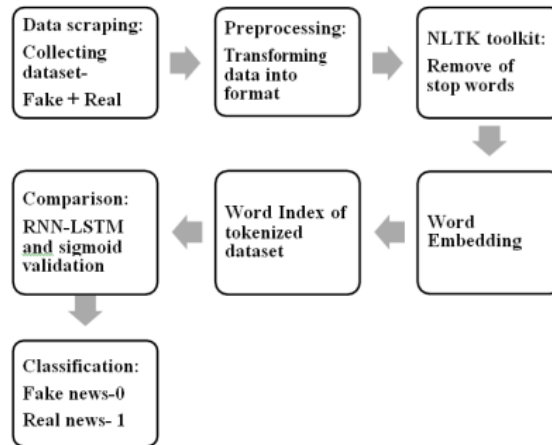 Data scraping:
Collecting
dataset-
Fake + Real
Preprocessing:
Transforming
data into
format
NLTK toolkit:
Remove of
stop words
Word
Embedding
Word Index of
tokenized
dataset
Comparison:
RNN-LSTM
and sigmoid
validation
Classification:
Fake news-0
Real news- 1